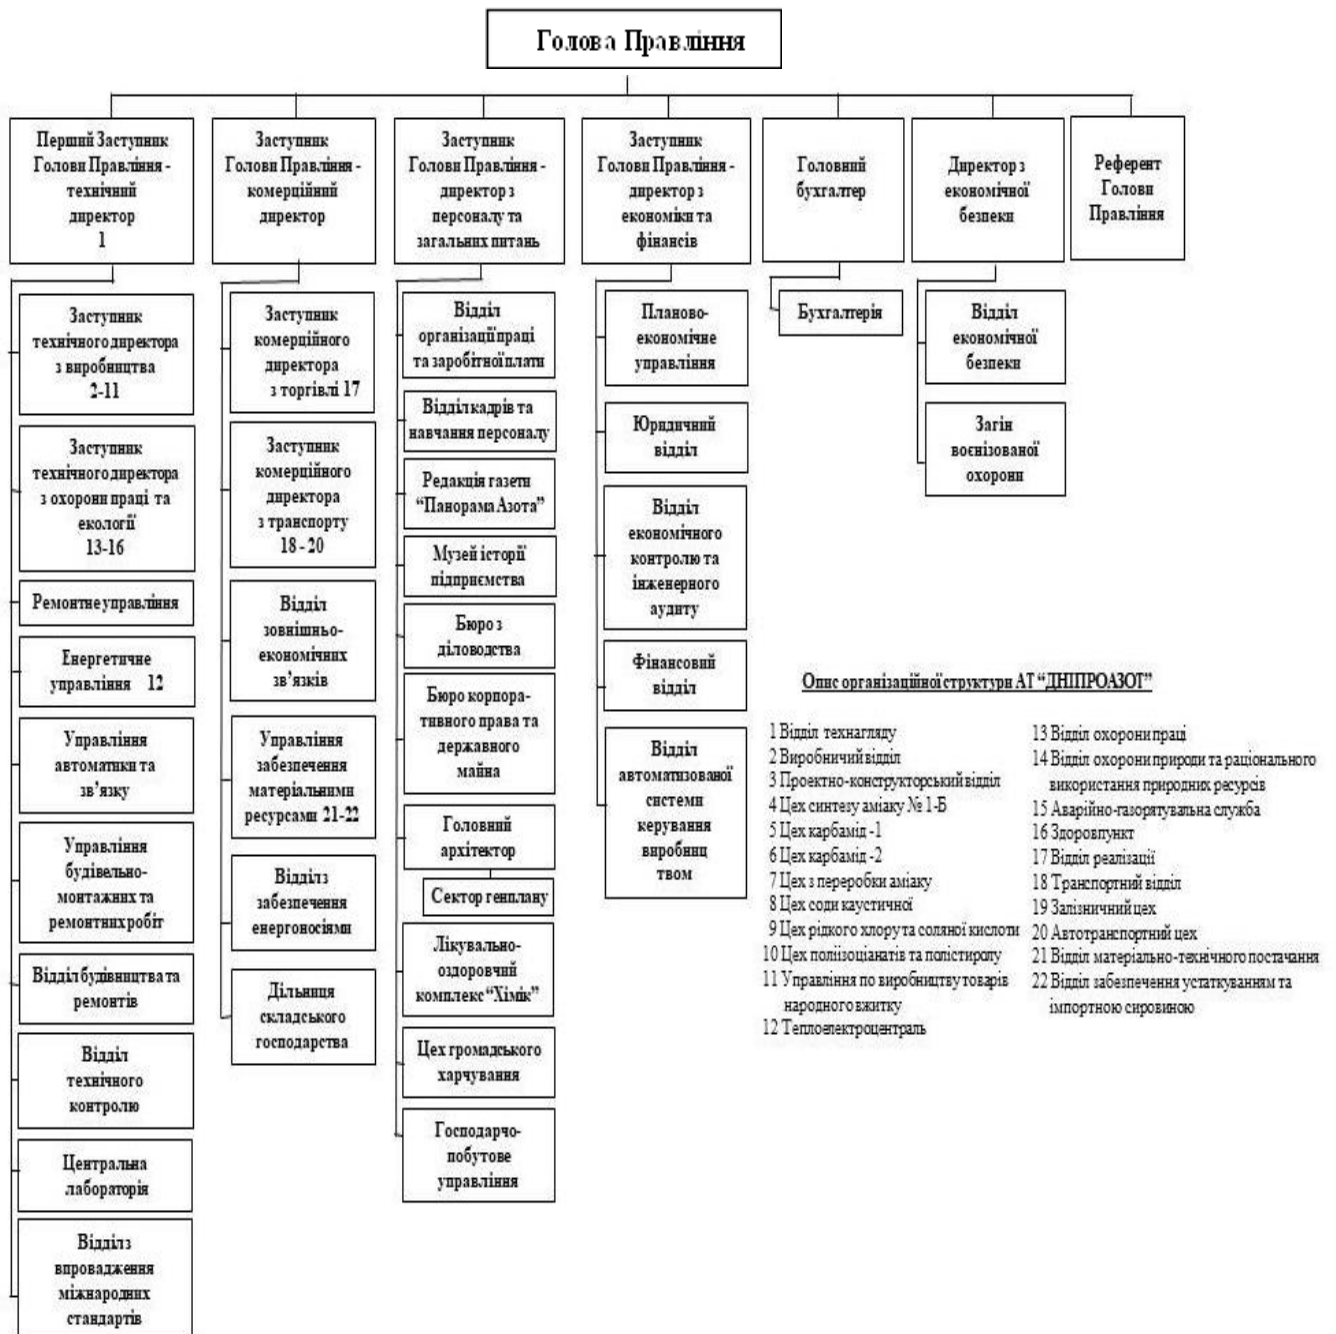 Голова Правління
Перший Заступник
Голови Правління -
технічний
директор
1
Заступник
Голови Правління -
комерційний
директор
Заступник
Голови Правління -
директор з
персоналу та
загальних питань
Заступник
Голови Правління -
директор з
економіки та
фінансів
Головний
бухгалтер
Директор з
економічної
безпеки
Референт
Голови
Правління
Заступник
технічного директора
з виробництва
2-11
Заступник
технічного директора
з охорони праці та
екології
13-16
Ремонтне управління
Енергетичне
управління 12
Управління
автоматики та
зв’язку
Управління
будівельно-
монтажних та
ремонтних робіт
Відділ будівництва та
ремонтів
Відділ
технічного
контролю
Центральна
лабораторія
Відділ з
впровадження
міжнародних
стандартів
Заступник
комерційного
директора
з торгівлі 17
Заступник
комерційного
директора
з транспорту
18 - 20
Відділ
зовнішньо-
економічних
зв’язків
Управління
забезпечення
матеріальними
ресурсами 21-22
Відділ з
забезпечення
енергоносіями
Дільниця
складського
господарства
Відділ
організації праці
та заробітної плати
Відділ кадрів та
навчання персоналу
Редакція газети
“Панорама Азота”
Музей історії
підприємства
Бюро з
діловодства
Бюро корпора-
тивного права та
державного
майна
Головний
архітектор
Сектор генплану
Лікувально-
оздоровчий
комплекс “Хімік”
Цех громадського
харчування
Господарчо-
побутове
управління
Планово-
економічне
управління
Юридичний
відділ
Відділ
економічного
контролю та
інженерного
аудиту
Фінансовий
відділ
Відділ
автоматизованої
системи
керування
виробниц
твом
Бухгалтерія
Відділ
економічної
безпеки
Загін
воєнізованої
охорони
Опис організаційної структури АТ “ДНІПРОАЗОТ”
1 Відділ технагляду
2 Виробничий відділ
3 Проектно-конструкторський відділ
4 Цех синтезу аміаку № 1-Б
5 Цех карбамід -1
6 Цех карбамід -2
7 Цех з переробки аміаку
8 Цех соди каустичної
9 Цех рідкого хлору та соляної кислоти
10 Цех поліізоціанатів та полістиролу
11 Управління по виробництву товарів
народного вжитку
12 Теплоелектроцентраль
13 Відділ охорони праці
14 Відділ охорони природи та раціонального
використання природних ресурсів
15 Аварійно-газорятувальна служба
16 Здоровпункт
17 Відділ реалізації
18 Транспортний відділ
19 Залізничний цех
20 Автотранспортний цех
21 Відділ матеріально-технічного постачання
22 Відділ забезпечення устаткуванням та
імпортною сировиною